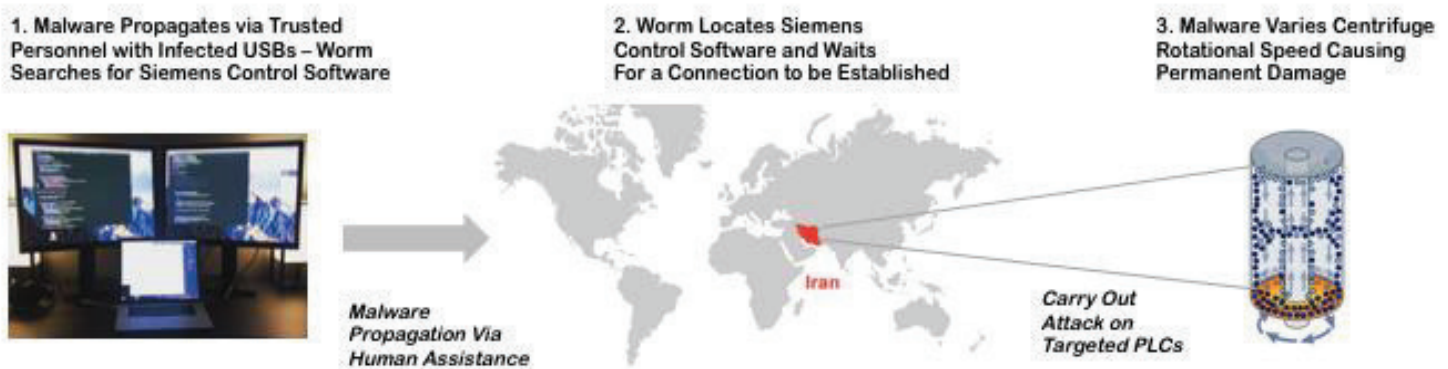 1. Malware Propagates via Trusted
Personnel with Infected USBs – Worm
Searches for Siemens Control Software
2. Worm Locates Siemens
Control Software and Waits
For a Connection to be Established
3. Malware Varies Centrifuge
Rotational Speed Causing
Permanent Damage
Malware
Propagation Via
Human Assistance
Iran
Carry Out
Attack on
Targeted PLCs